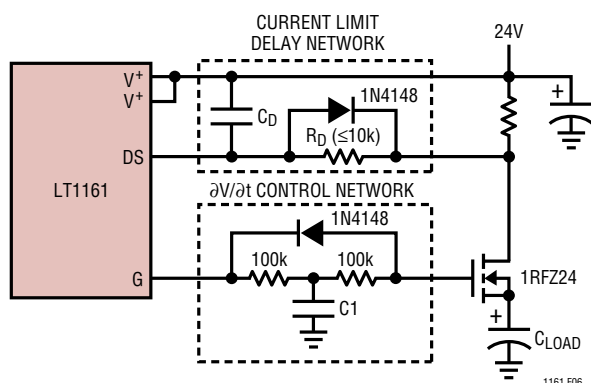 CURRENT LIMIT
DELAY NETWORK
24V
V+
V+
1N4148
CD
RD (≤10k)
+
DS
LT1161
∂V/∂t CONTROL NETWORK
1N4148
100k
100k
G
1RFZ24
C1
+
CLOAD
1161 F06